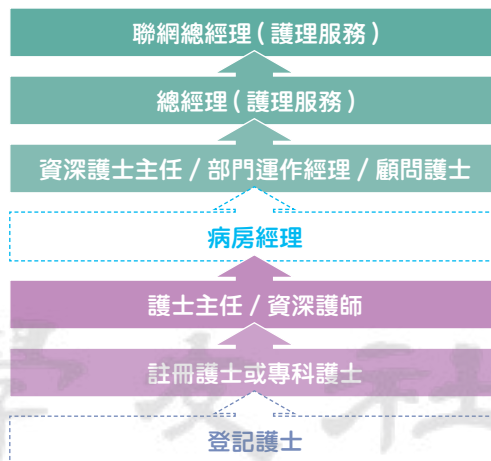 聯網總經理（護理服務）
總經理（護理服務）
資深護士主任 / 部門運作經理 / 顧問護士
病房經理
護士主任 / 資深護師
註冊護士或專科護士
登記護士